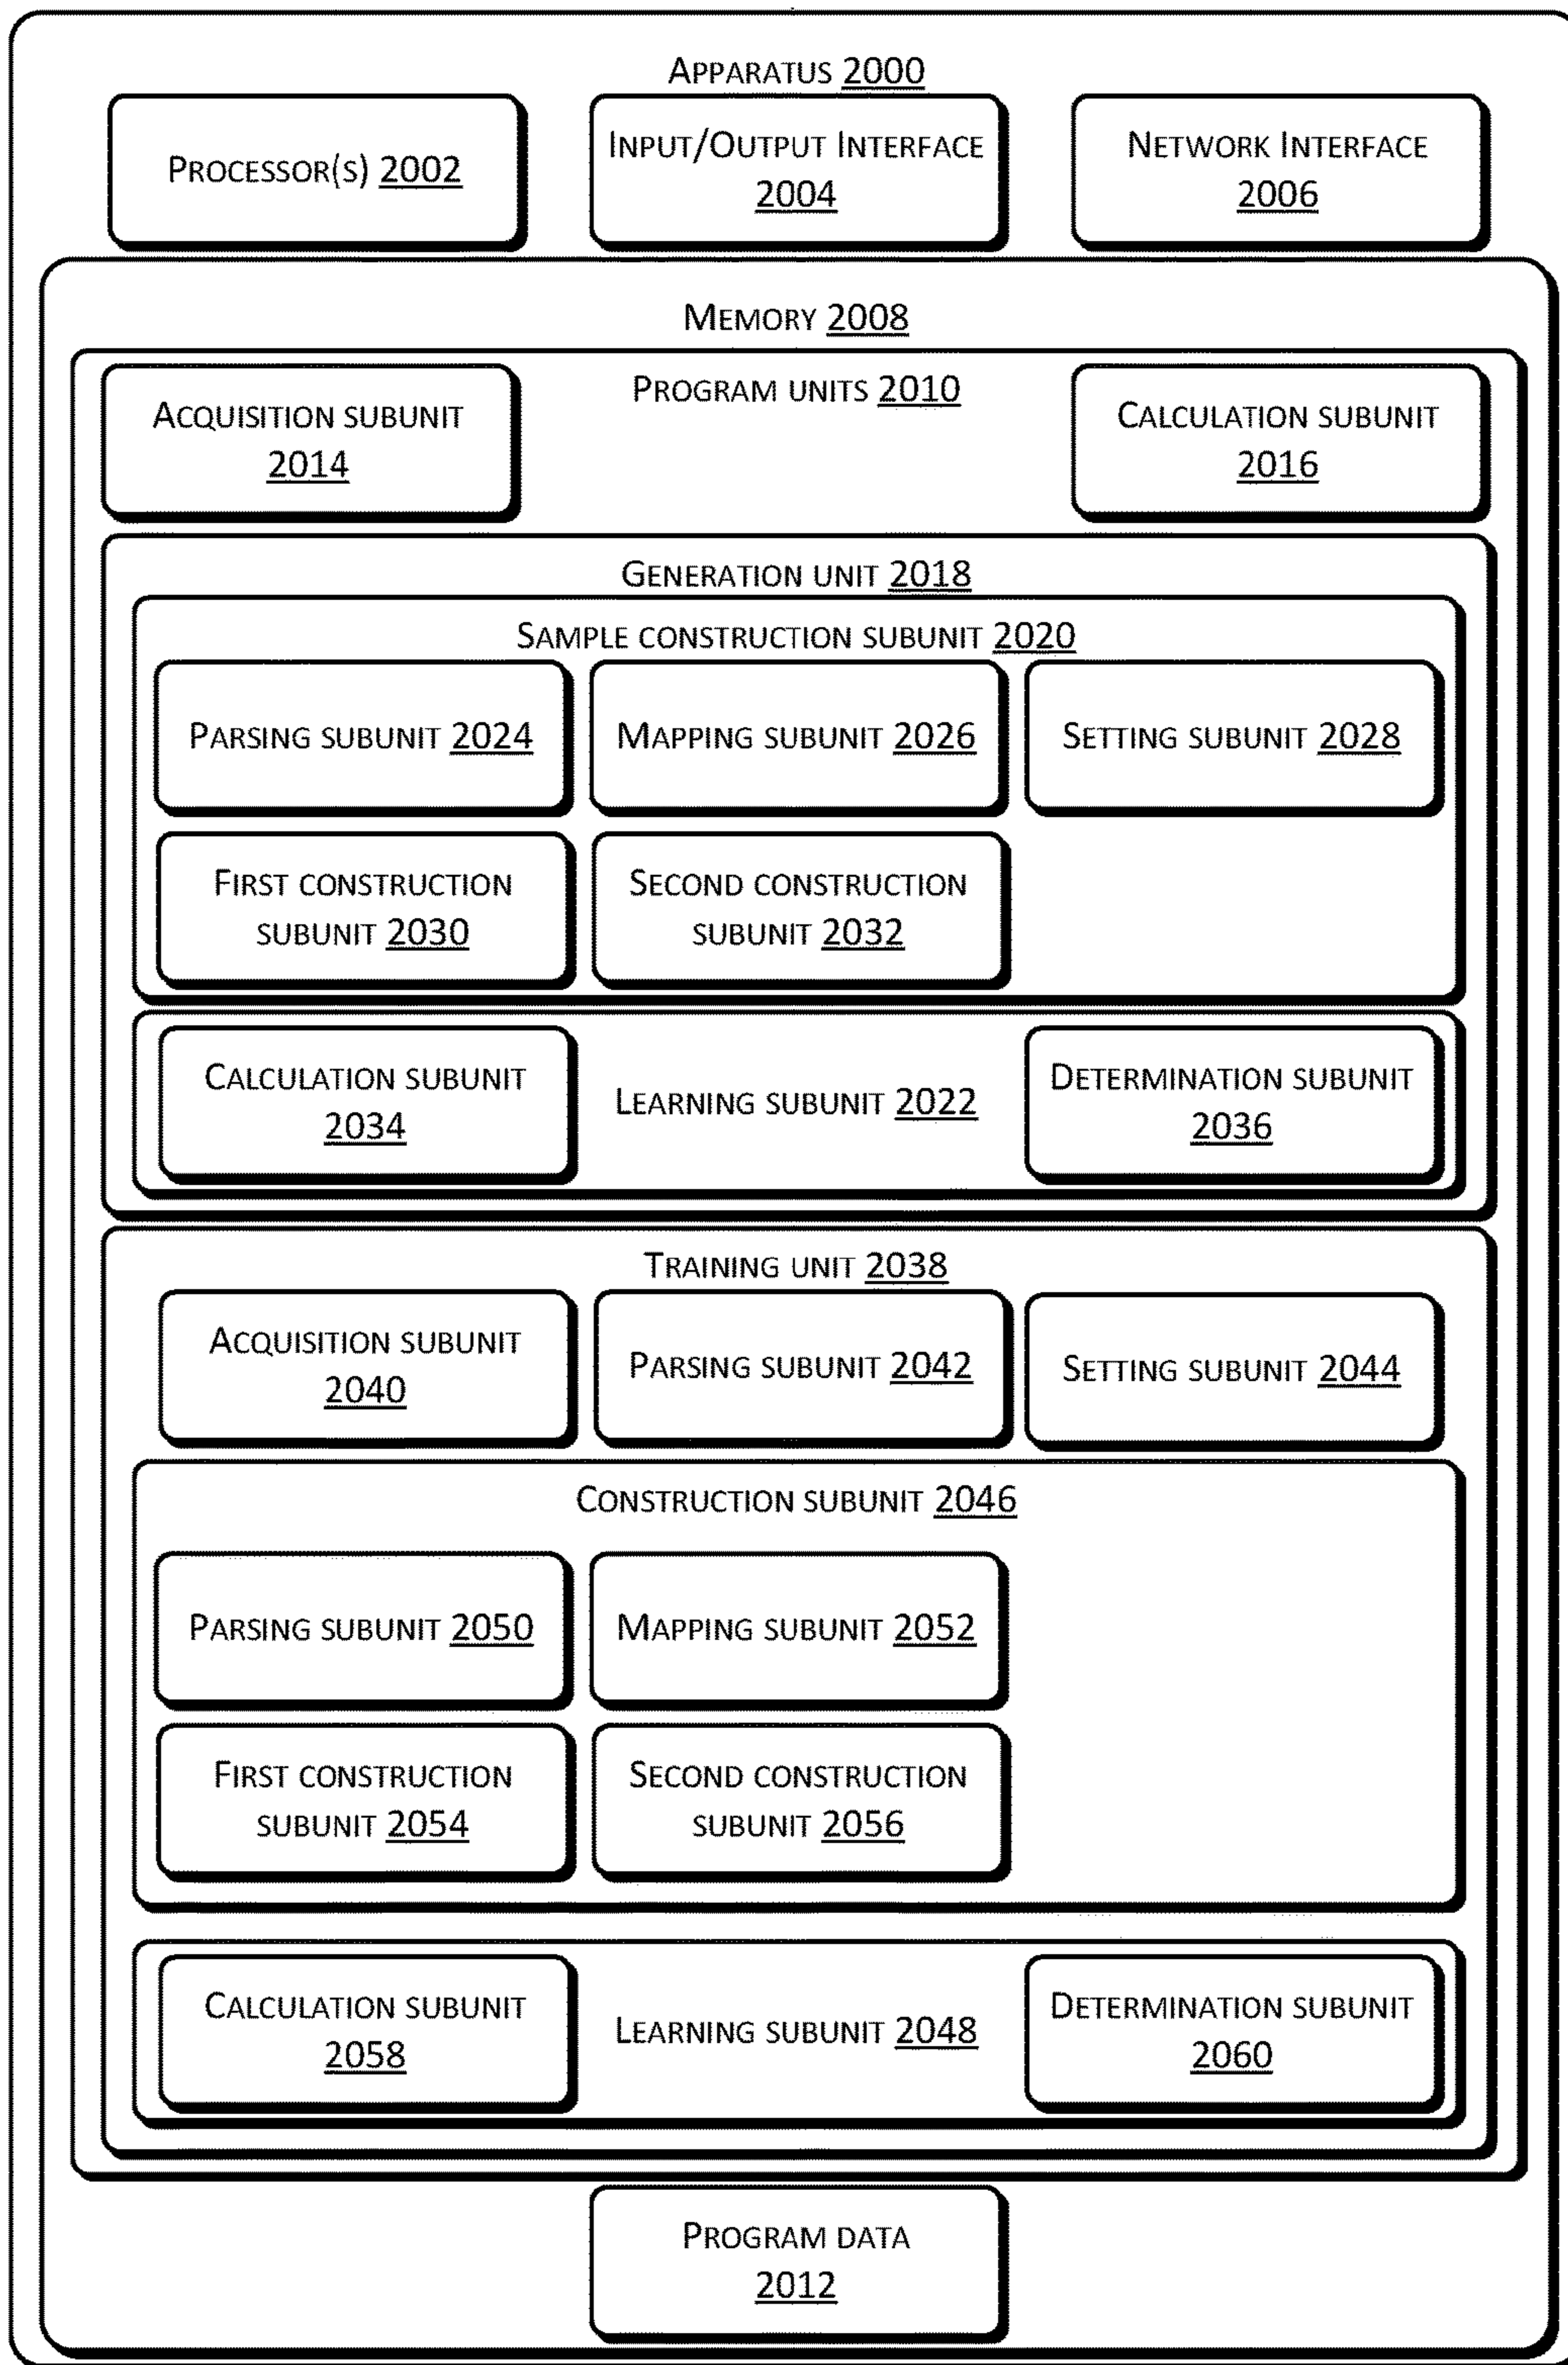 APPARATUS 2000
PROCESSOR(S) 2002
INPUT/OUTPUT INTERFACE
2004
NETWORK INTERFACE
2006
MEMORY 2008
PROGRAM UNITS 2010
ACQUISITION SUBUNIT
2014
CALCULATION SUBUNIT
2016
GENERATION UNIT 2018
SAMPLE CONSTRUCTION SUBUNIT 2020
PARSING SUBUNIT 2024
MAPPING SUBUNIT 2026
SETTING SUBUNIT 2028
FIRST CONSTRUCTION
SUBUNIT 2030
SECOND CONSTRUCTION
SUBUNIT 2032
CALCULATION SUBUNIT
2034
LEARNING SUBUNIT 2022
DETERMINATION SUBUNIT
2036
TRAINING UNIT 2038
ACQUISITION SUBUNIT
2040
PARSING SUBUNIT 2042
SETTING SUBUNIT 2044
CONSTRUCTION SUBUNIT 2046
PARSING SUBUNIT 2050
MAPPING SUBUNIT 2052
FIRST CONSTRUCTION
SUBUNIT 2054
SECOND CONSTRUCTION
SUBUNIT 2056
CALCULATION SUBUNIT
2058
LEARNING SUBUNIT 2048
DETERMINATION SUBUNIT
2060
PROGRAM DATA
2012